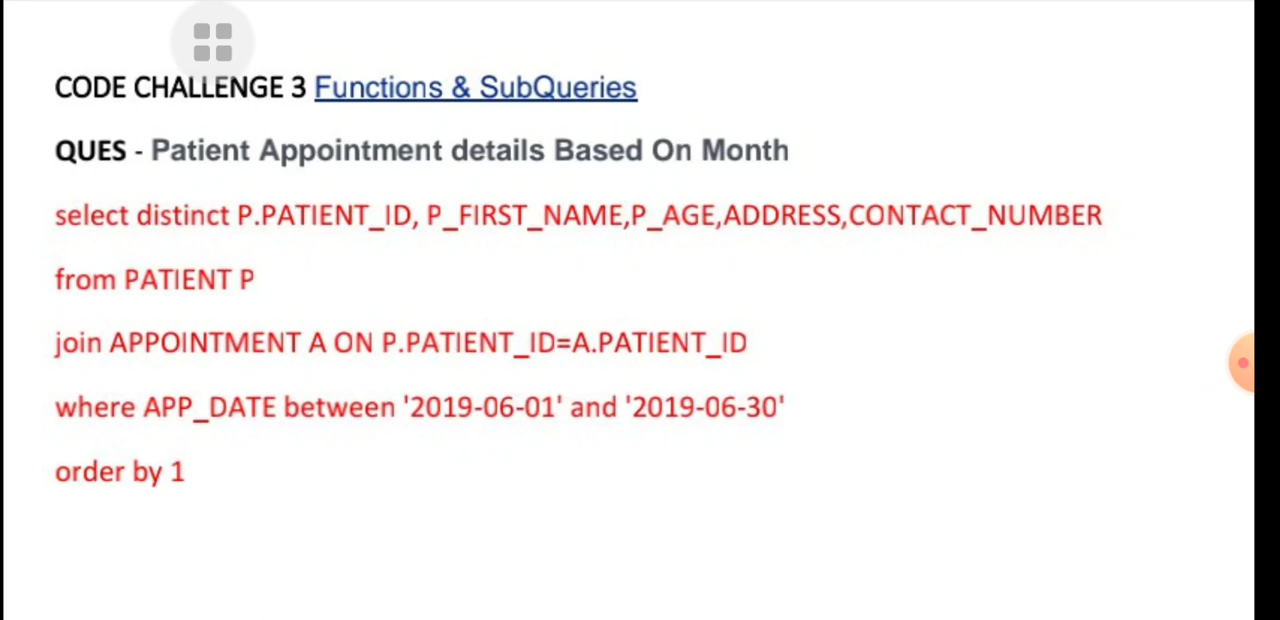 CODE CHALLENGE 3 Functions & SubQueries
QUES - Patient Appointment details Based On Month
select distinct P.PATIENT_ID, P_FIRST_NAME,P_AGE,ADDRESS,CONTACT_NUMBER
from PATIENT P
join APPOINTMENT A ON P.PATIENT_ID=A.PATIENT_ID
where APP_DATE between '2019-06-01' and '2019-06-30'
order by 1